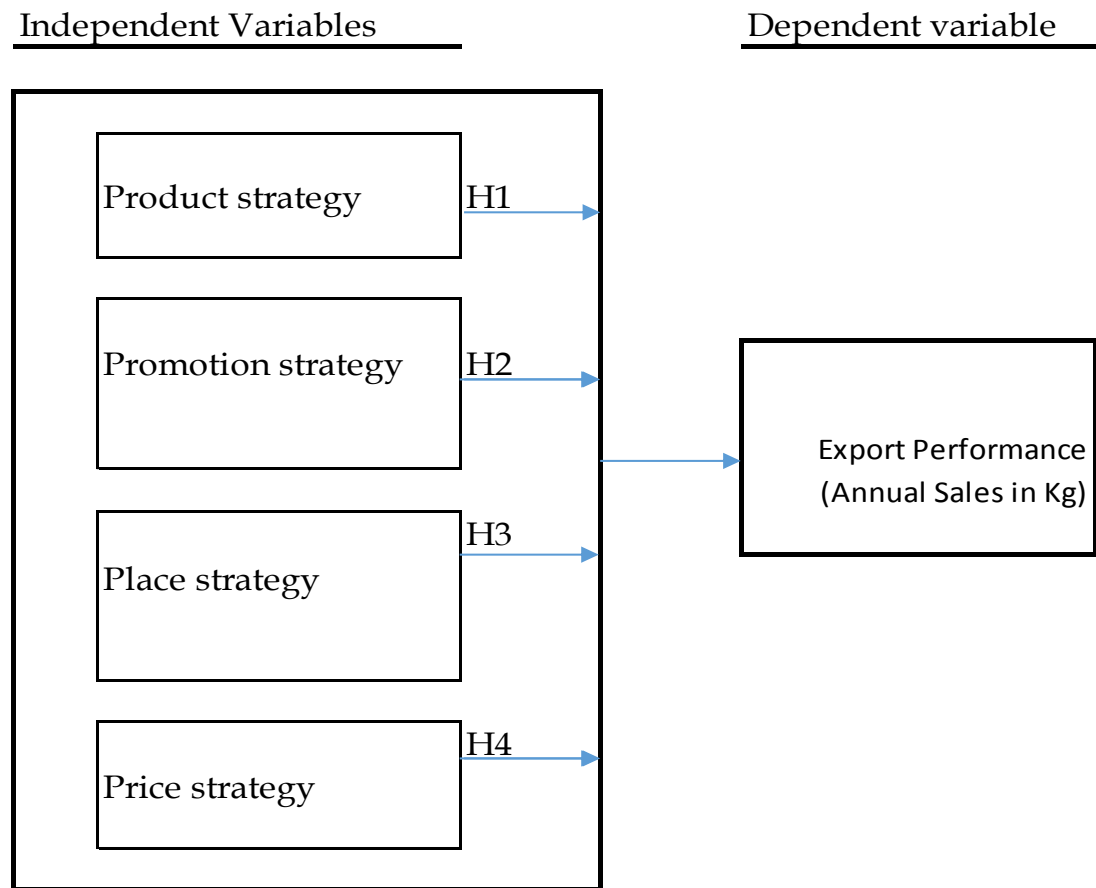 Independent Variables
Dependent variable
Product strategy
H1
Promotion strategy
H2
Place strategy
H3
Price strategy
H4
Export Performance
(Annual Sales in Kg)